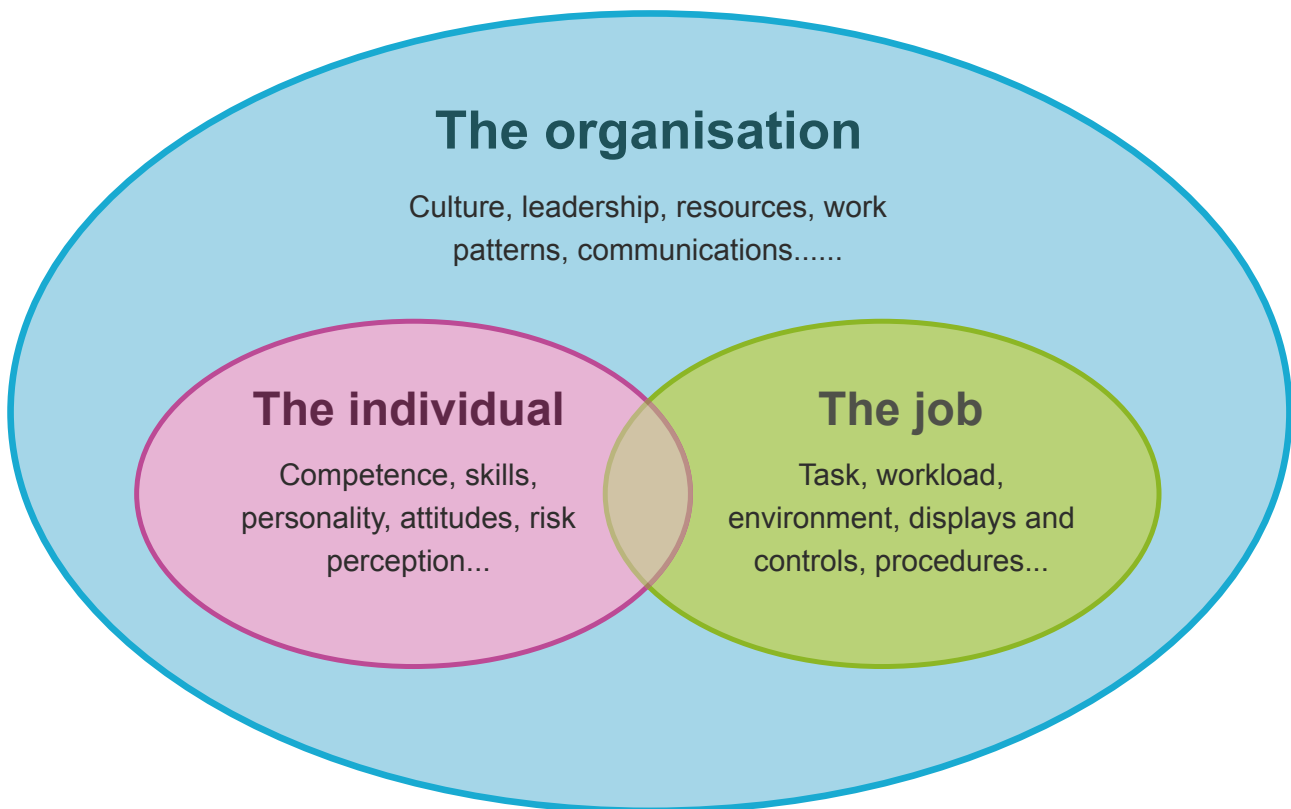 The organisation
Culture, leadership, resources, work
patterns, communications......
The individual
Competence, skills,
personality, attitudes, risk
perception...
The job
Task, workload,
environment, displays and
controls, procedures...